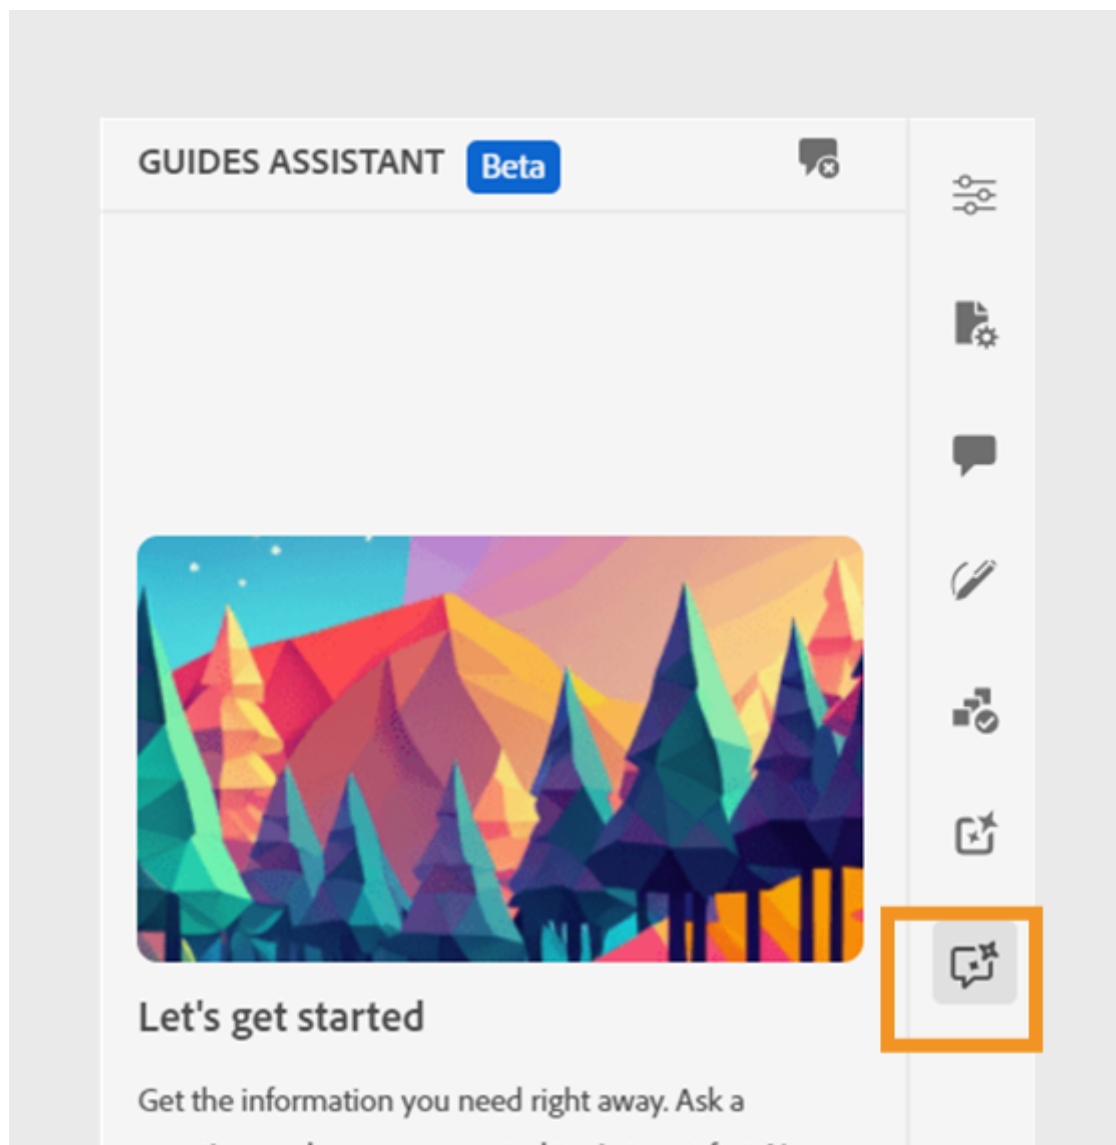 GUIDES ASSISTANT Beta
Let's get started
Get the information you need right away. Ask a